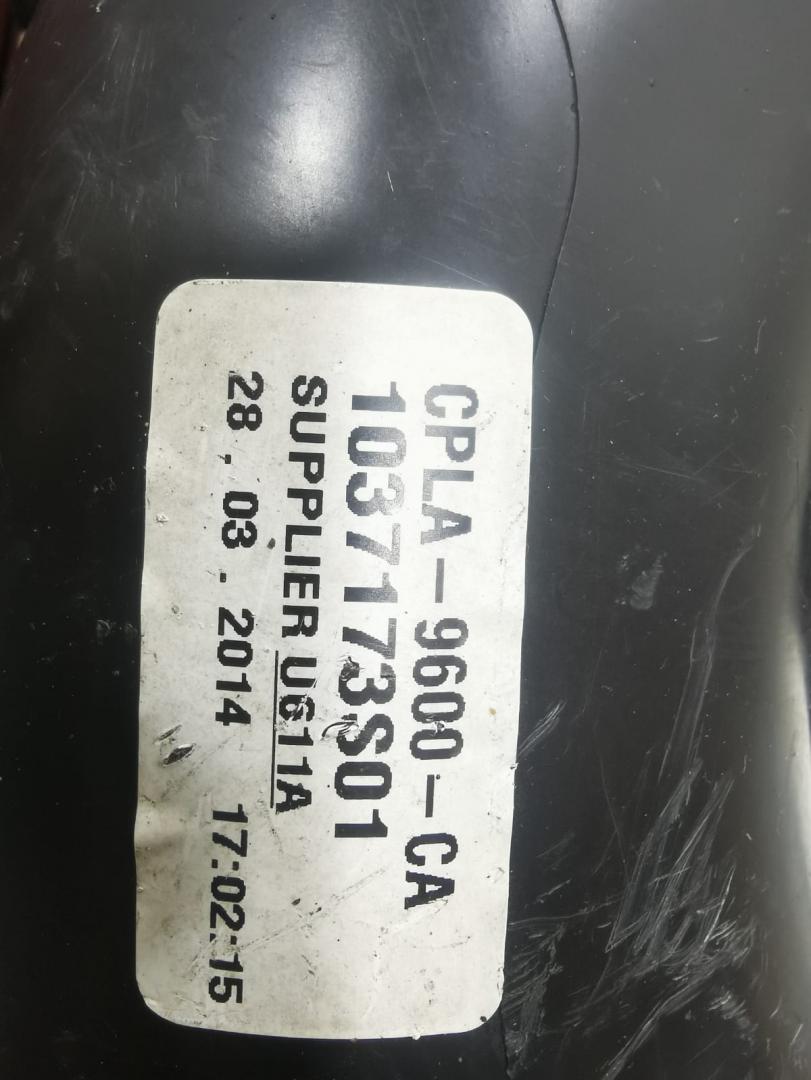 CPLA-9600-CA
1037173S01
SUPPLIER U611A
28.03.2014 17:02:15